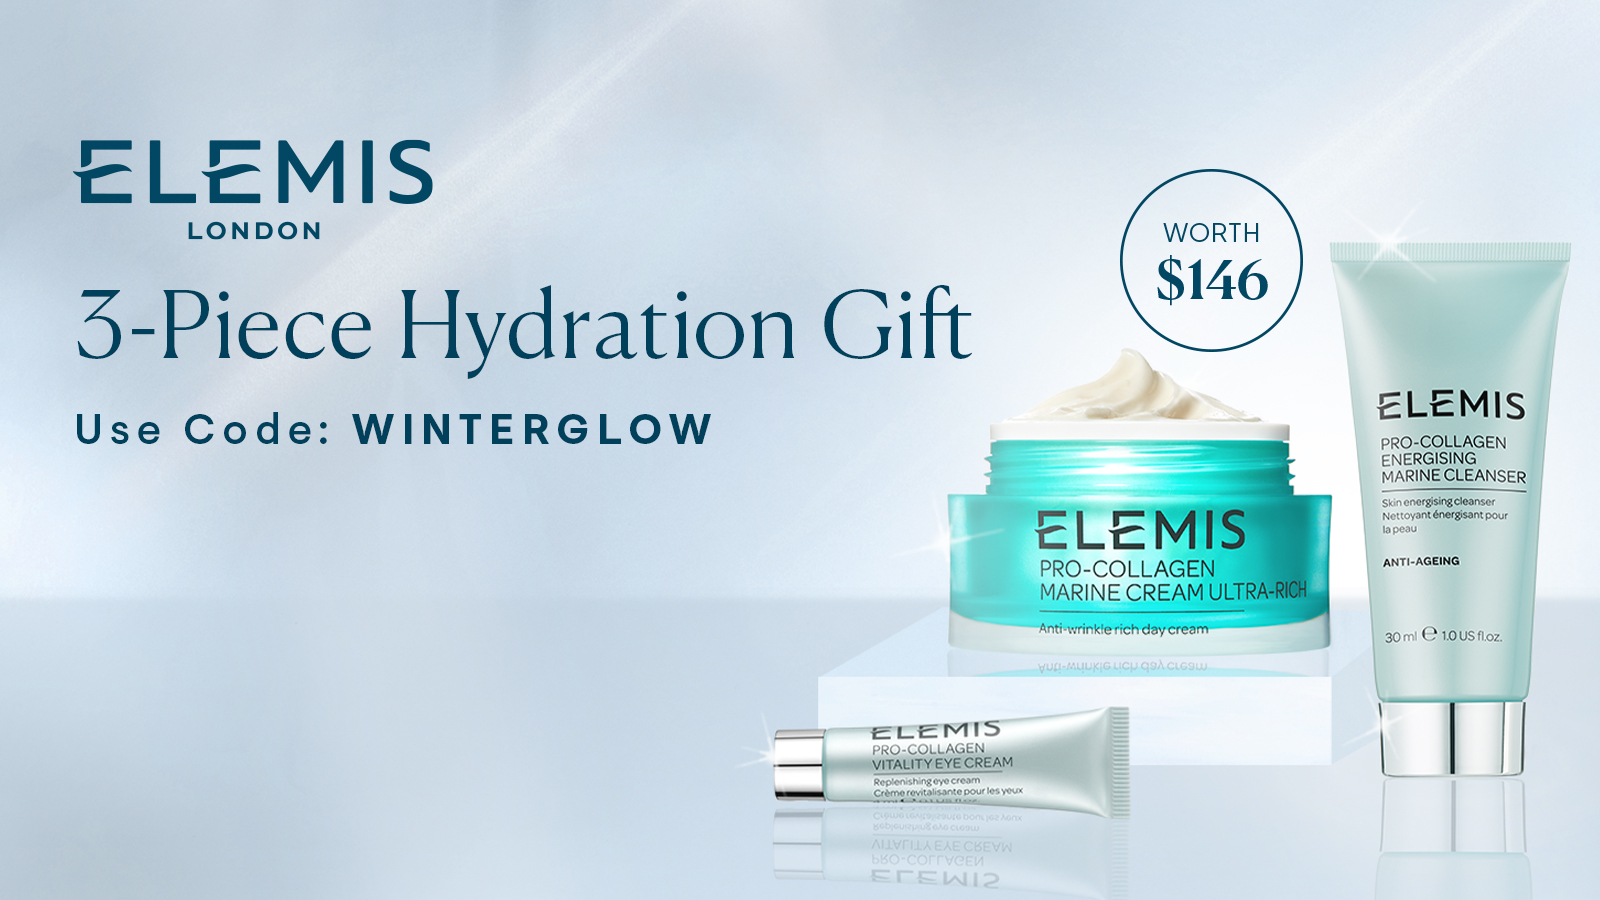 ELEMIS
LONDON
3-Piece Hydration Gift
Use Code: WINTERGLOW
WORTH
$146
ELEMIS
PRO-COLLAGEN
MARINE CREAM ULTRA-RICH
Anti-wrinkle rich day cream
ELEMIS
PRO-COLLAGEN
ENERGISING
MARINE CLEANSER
Skin energising cleanser
Nettoyant énergisant pour
la peau
ANTI-AGEING
30 ml ℮ 1.0 US fl.oz.
ELEMIS
PRO-COLLAGEN
VITALITY EYE CREAM
Replenishing eye cream
Crème revitalisante pour les yeux